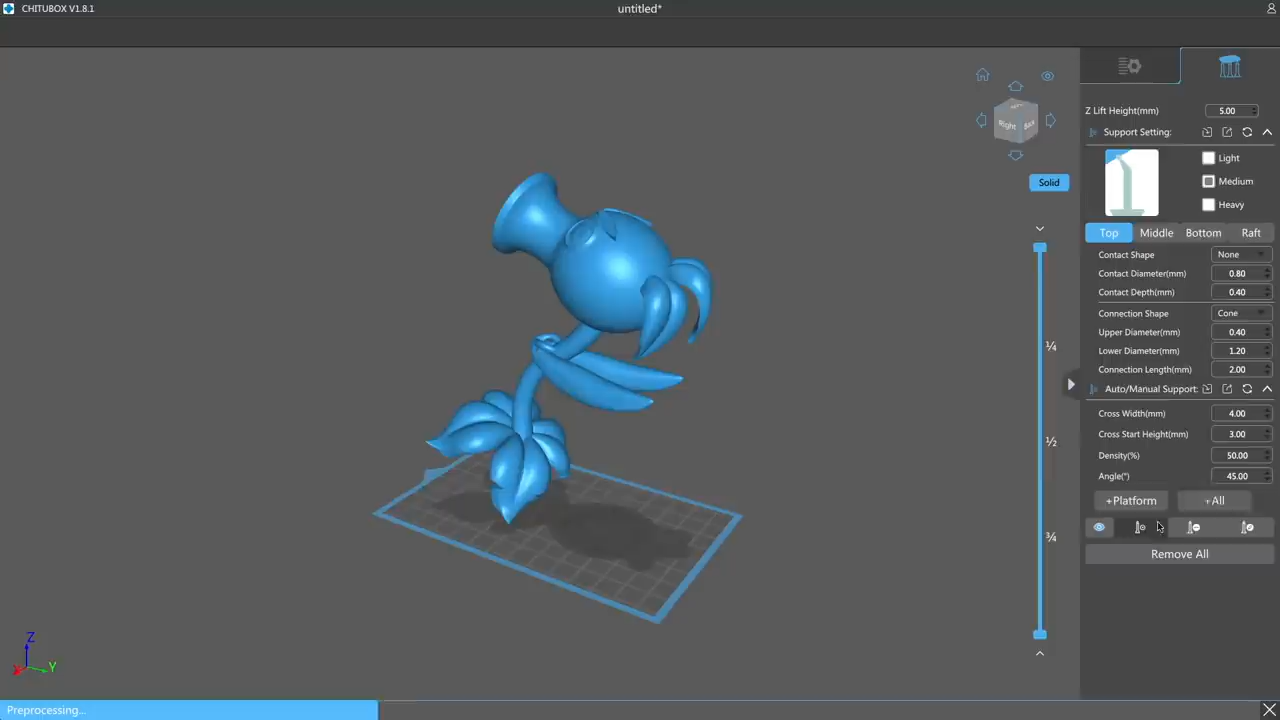 CHITUBOX V1.8.1
untitled*
Z Lift Height(mm) 5.00
Support Setting:
Light
Medium
Heavy
Top Middle Bottom Raft
Contact Shape None
Contact Diameter(mm) 0.80
Contact Depth(mm) 0.40
Connection Shape Cone
Upper Diameter(mm) 0.40
Lower Diameter(mm) 1.20
Connection Length(mm) 2.00
Auto/Manual Support:
Cross Width(mm) 4.00
Cross Start Height(mm) 3.00
Density(%) 50.00
Angle(°) 45.00
+Platform +All
Remove All
Right
Solid
¼
½
¾
Z
X
Y
Preprocessing...